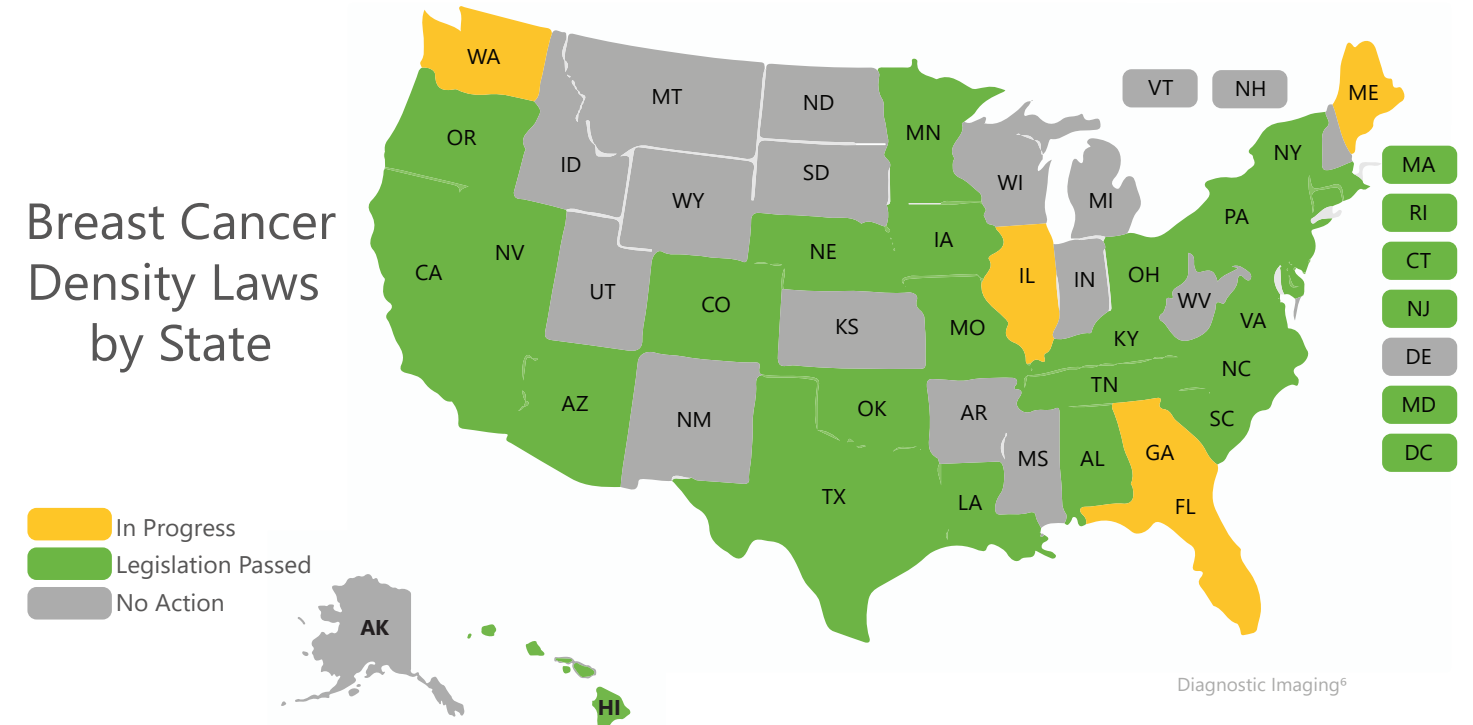 Breast Cancer
Density Laws
by State
In Progress
Legislation Passed
No Action
WA
MT
ND
MN
OR
ID
SD
WY
WI
MI
VT
NH
ME
NY
MA
RI
CT
NJ
DE
MD
DC
PA
NV
CA
UT
CO
NE
IA
KS
MO
IL
IN
OH
WV
VA
KY
NC
TN
SC
AZ
NM
OK
AR
MS
AL
GA
TX
LA
FL
AK
HI
Diagnostic Imaging⁶